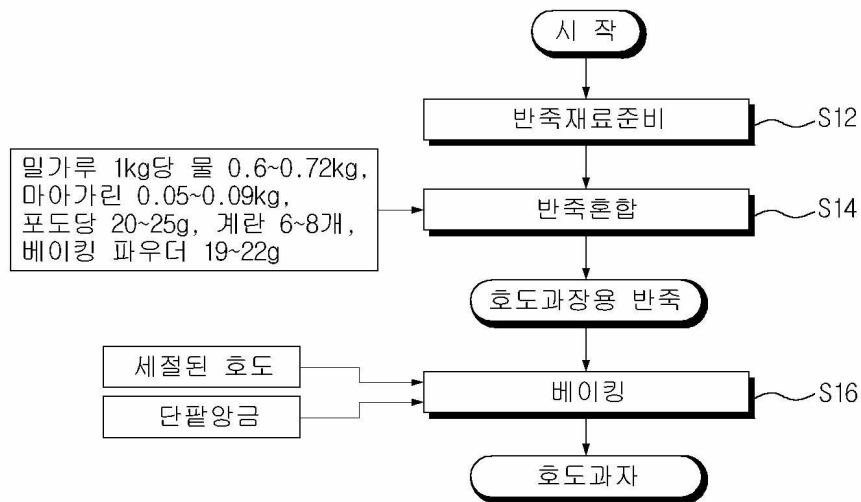 시 작
반죽재료준비
S12
밀가루 1kg당 물 0.6~0.72kg,
마아가린 0.05~0.09kg,
포도당 20~25g, 계란 6~8개,
베이킹 파우더 19~22g
반죽혼합
S14
호도과장용 반죽
세절된 호도
단팥앙금
베이킹
S16
호도과자